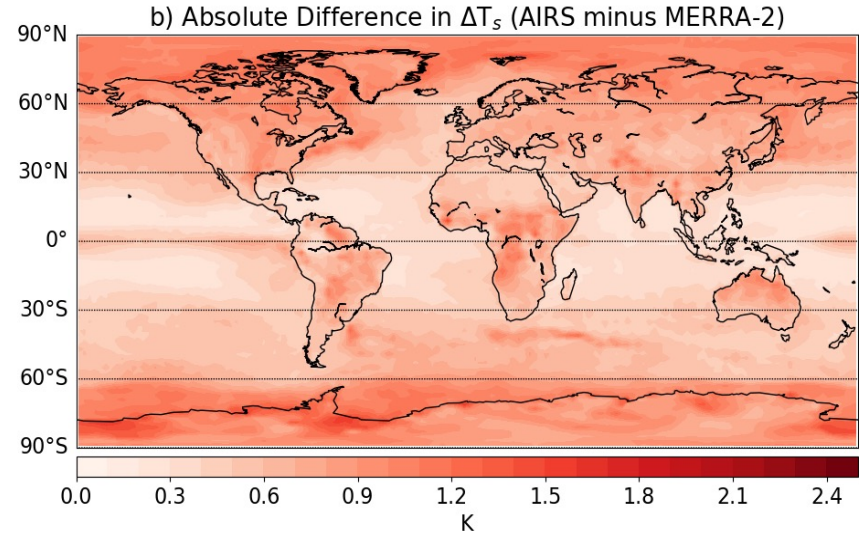 b) Absolute Difference in ΔTₛ (AIRS minus MERRA-2)
90°N
60°N
30°N
0°
30°S
60°S
90°S
0.0 0.3 0.6 0.9 1.2 1.5 1.8 2.1 2.4
K